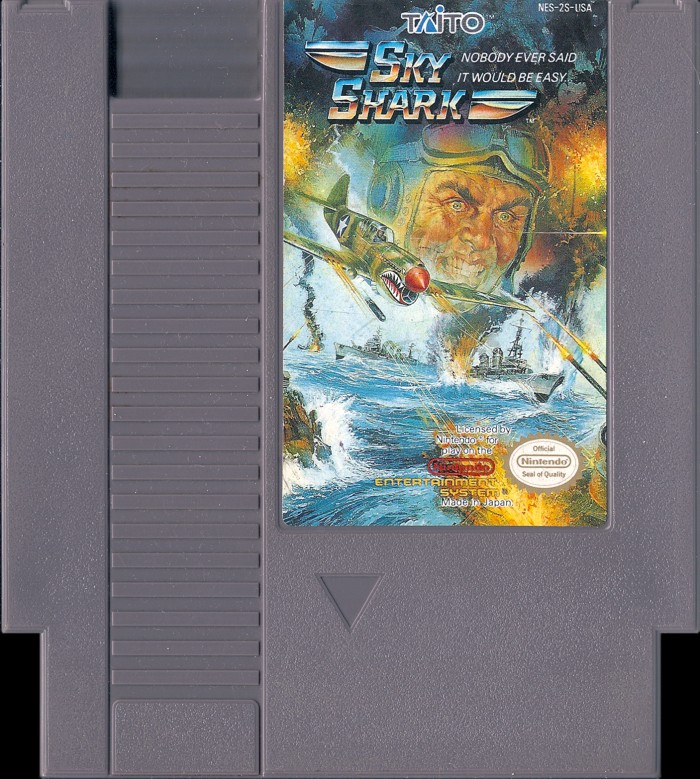 NES-2S-USA
TAITO
SKY SHARK
NOBODY EVER SAID
IT WOULD BE EASY.
Licensed by
Nintendo™ for
play on the
Nintendo
ENTERTAINMENT
SYSTEM®
Made in Japan
Official
Nintendo
Seal of Quality